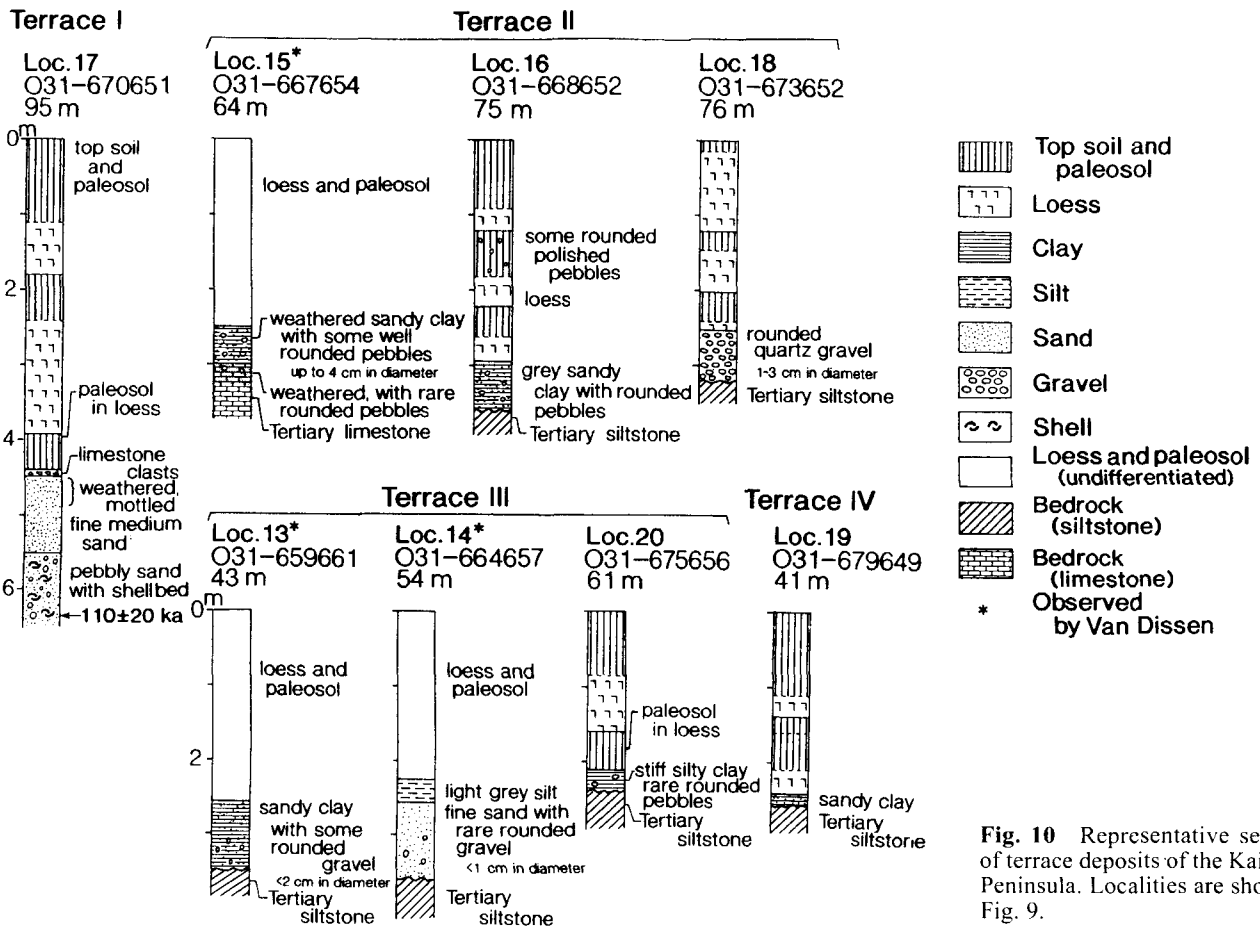 Terrace I
Loc.17
O31-670651
95 m
0m
2
4
6
top soil
and
paleosol
paleosol
in loess
limestone
clasts
weathered,
mottled
fine medium
sand
pebbly sand
with shellbed
110±20 ka
Terrace II
Loc.15*
O31-667654
64 m
loess and paleosol
weathered sandy clay
with some well
rounded pebbles
up to 4 cm in diameter
weathered, with rare
rounded pebbles
Tertiary limestone
Loc.16
O31-668652
75 m
some rounded
polished
pebbles
loess
grey sandy
clay with rounded
pebbles
Tertiary siltstone
Loc.18
O31-673652
76 m
rounded
quartz gravel
1-3 cm in diameter
Tertiary siltstone
Terrace III
Loc.13*
O31-659661
43 m
0m
2
loess and
paleosol
sandy clay
with some
rounded
gravel
<2 cm in diameter
Tertiary
siltstone
Loc.14*
O31-664657
54 m
loess and
paleosol
light grey silt
fine sand with
rare rounded
gravel
<1 cm in diameter
Tertiary
siltstone
Loc.20
O31-675656
61 m
paleosol
in loess
stiff silty clay
rare rounded
pebbles
Tertiary
siltstone
Terrace IV
Loc.19
O31-679649
41 m
sandy clay
Tertiary
siltstone
Top soil and
paleosol
Loess
Clay
Silt
Sand
Gravel
Shell
Loess and paleosol
(undifferentiated)
Bedrock
(siltstone)
Bedrock
(limestone)
* Observed
by Van Dissen
Fig. 10 Representative se
of terrace deposits of the Kai
Peninsula. Localities are sho
Fig. 9.